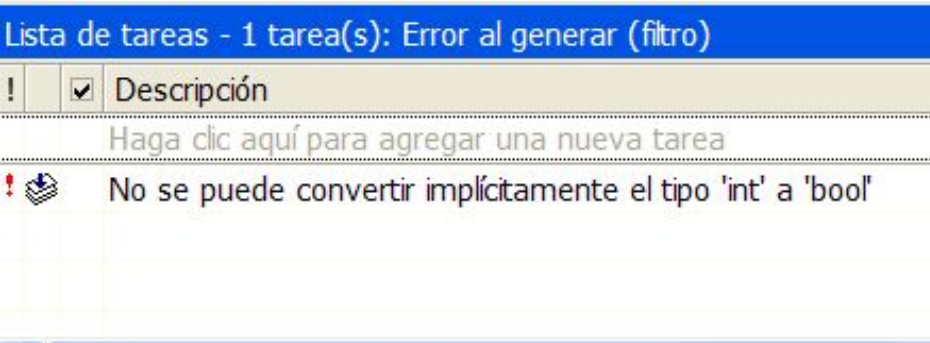 Lista de tareas - 1 tarea(s): Error al generar (filtro)
! Descripción
Haga clic aquí para agregar una nueva tarea
! No se puede convertir implícitamente el tipo 'int' a 'bool'